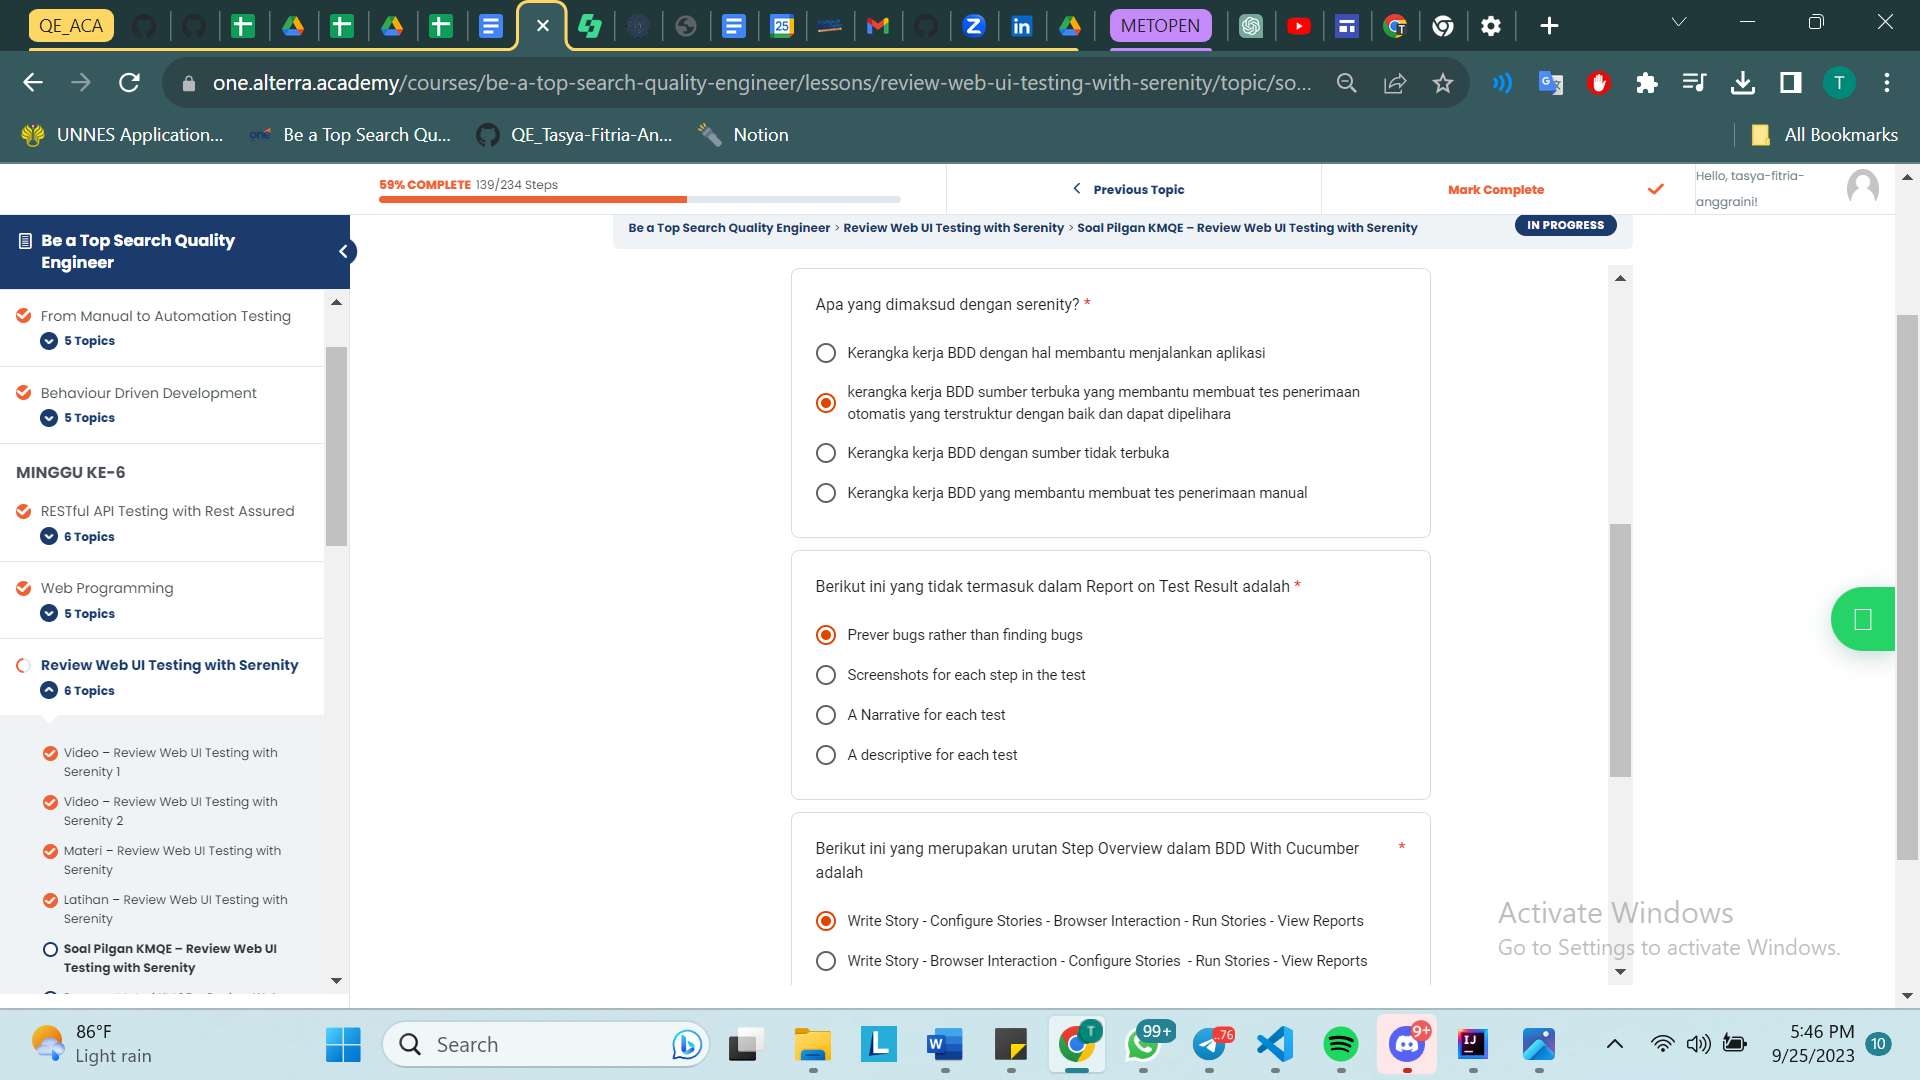 QE_ACA
METOPEN
one.alterra.academy/courses/be-a-top-search-quality-engineer/lessons/review-web-ui-testing-with-serenity/topic/so...
UNNES Application...
Be a Top Search Qu...
QE_Tasya-Fitria-An...
Notion
All Bookmarks
59% COMPLETE 139/234 Steps
Previous Topic
Mark Complete
Hello, tasya-fitria-
anggraini!
Be a Top Search Quality
Engineer
Be a Top Search Quality Engineer > Review Web UI Testing with Serenity > Soal Pilgan KMQE – Review Web UI Testing with Serenity
IN PROGRESS
From Manual to Automation Testing
5 Topics
Behaviour Driven Development
5 Topics
MINGGU KE-6
RESTful API Testing with Rest Assured
6 Topics
Web Programming
5 Topics
Review Web UI Testing with Serenity
6 Topics
Video – Review Web UI Testing with
Serenity 1
Video – Review Web UI Testing with
Serenity 2
Materi – Review Web UI Testing with
Serenity
Latihan – Review Web UI Testing with
Serenity
Soal Pilgan KMQE – Review Web UI
Testing with Serenity
Apa yang dimaksud dengan serenity? *
Kerangka kerja BDD dengan hal membantu menjalankan aplikasi
kerangka kerja BDD sumber terbuka yang membantu membuat tes penerimaan
otomatis yang terstruktur dengan baik dan dapat dipelihara
Kerangka kerja BDD dengan sumber tidak terbuka
Kerangka kerja BDD yang membantu membuat tes penerimaan manual
Berikut ini yang tidak termasuk dalam Report on Test Result adalah *
Prever bugs rather than finding bugs
Screenshots for each step in the test
A Narrative for each test
A descriptive for each test
Berikut ini yang merupakan urutan Step Overview dalam BDD With Cucumber *
adalah
Write Story - Configure Stories - Browser Interaction - Run Stories - View Reports
Write Story - Browser Interaction - Configure Stories - Run Stories - View Reports
Activate Windows
Go to Settings to activate Windows.
86°F
Light rain
Search
99+
..76
9+
5:46 PM
9/25/2023
10